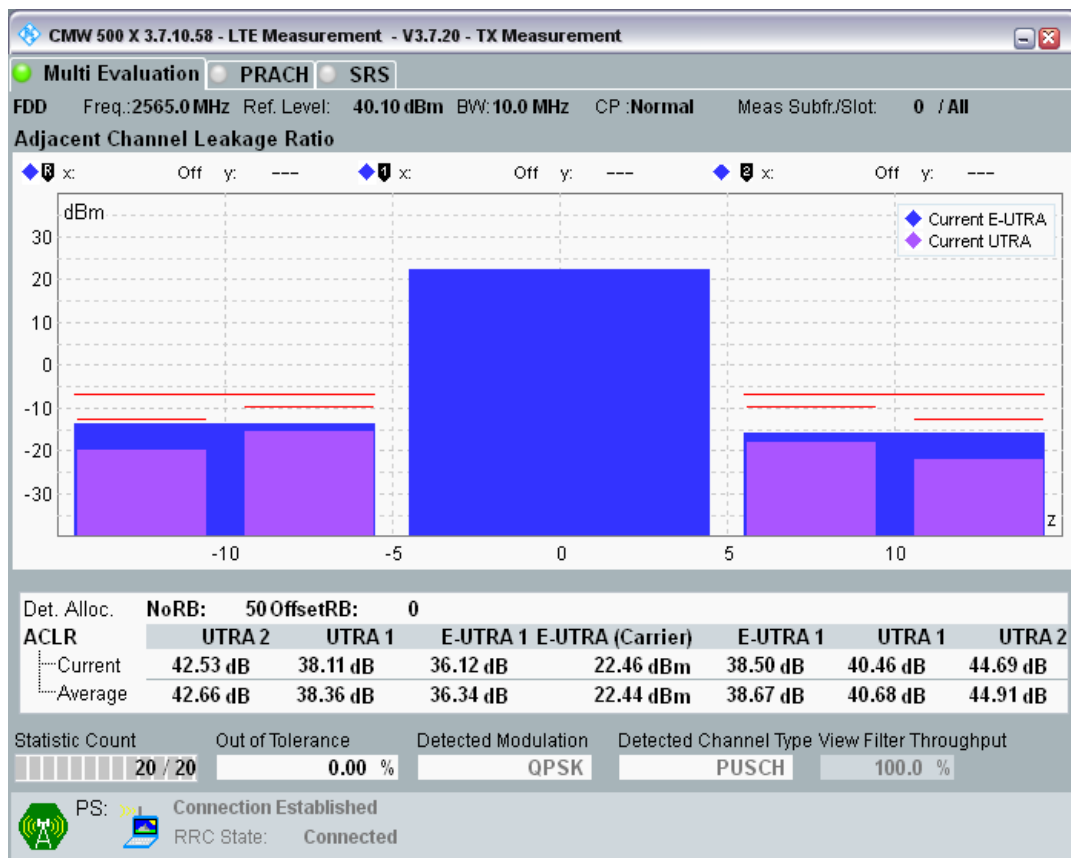 CMW 500 X 3.7.10.58 - LTE Measurement - V3.7.20 - TX Measurement
Multi Evaluation PRACH SRS
FDD Freq.:2565.0 MHz Ref. Level: 40.10 dBm BW:10.0 MHz CP :Normal Meas Subfr./Slot: 0 / All
Adjacent Channel Leakage Ratio
R x: Off y: --- 1 x: Off y: --- 2 x: Off y: ---
dBm
Current E-UTRA
Current UTRA
30
20
10
0
-10
-20
-30
z
-10 -5 0 5 10
Det. Alloc. NoRB: 50 OffsetRB: 0
ACLR UTRA 2 UTRA 1 E-UTRA 1 E-UTRA (Carrier) E-UTRA 1 UTRA 1 UTRA 2
Current 42.53 dB 38.11 dB 36.12 dB 22.46 dBm 38.50 dB 40.46 dB 44.69 dB
Average 42.66 dB 38.36 dB 36.34 dB 22.44 dBm 38.67 dB 40.68 dB 44.91 dB
Statistic Count Out of Tolerance Detected Modulation Detected Channel Type View Filter Throughput
20 / 20 0.00 % QPSK PUSCH 100.0 %
PS: Connection Established
RRC State: Connected